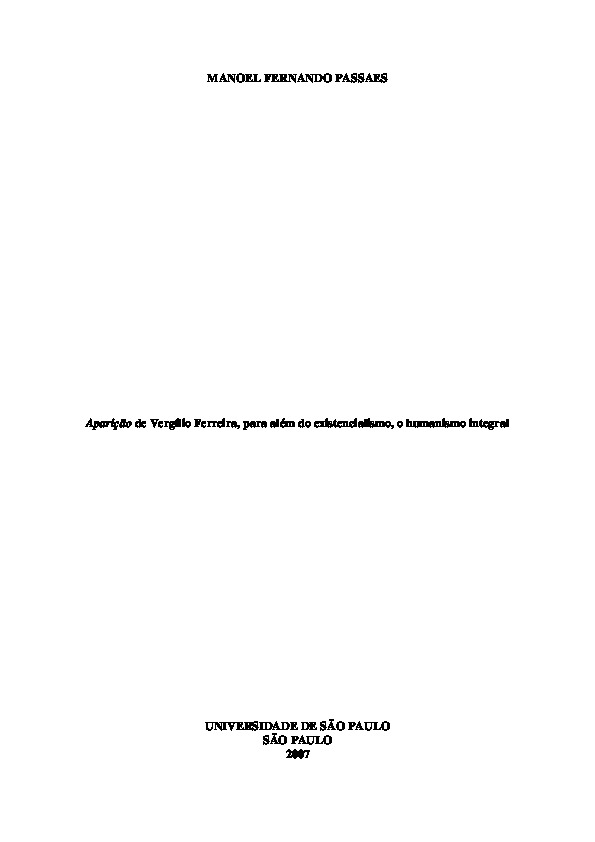 MANOEL FERNANDO PASSAES
Aparição de Vergílio Ferreira, para além do existencialismo, o humanismo integral
UNIVERSIDADE DE SÃO PAULO
SÃO PAULO
2007